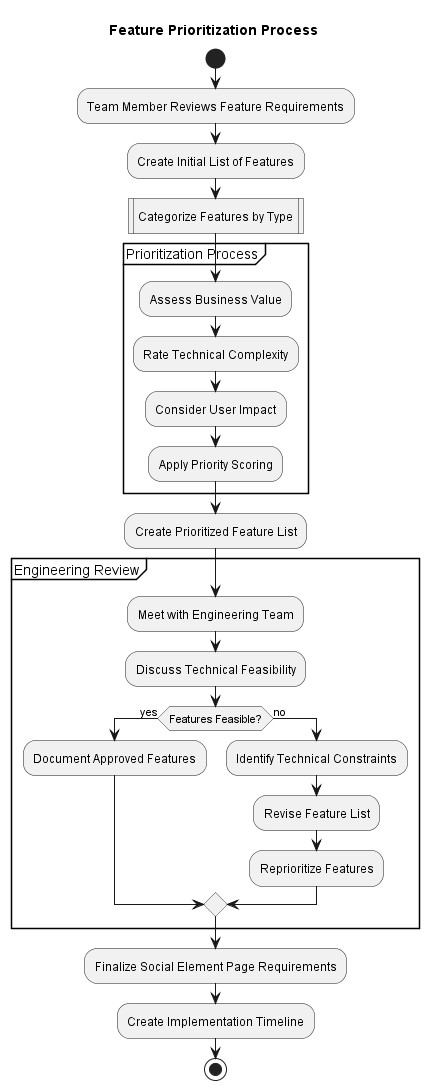 Feature Prioritization Process
Team Member Reviews Feature Requirements
Create Initial List of Features
Categorize Features by Type
Prioritization Process
Assess Business Value
Rate Technical Complexity
Consider User Impact
Apply Priority Scoring
Create Prioritized Feature List
Engineering Review
Meet with Engineering Team
Discuss Technical Feasibility
yes
Features Feasible?
no
Document Approved Features
Identify Technical Constraints
Revise Feature List
Reprioritize Features
Finalize Social Element Page Requirements
Create Implementation Timeline